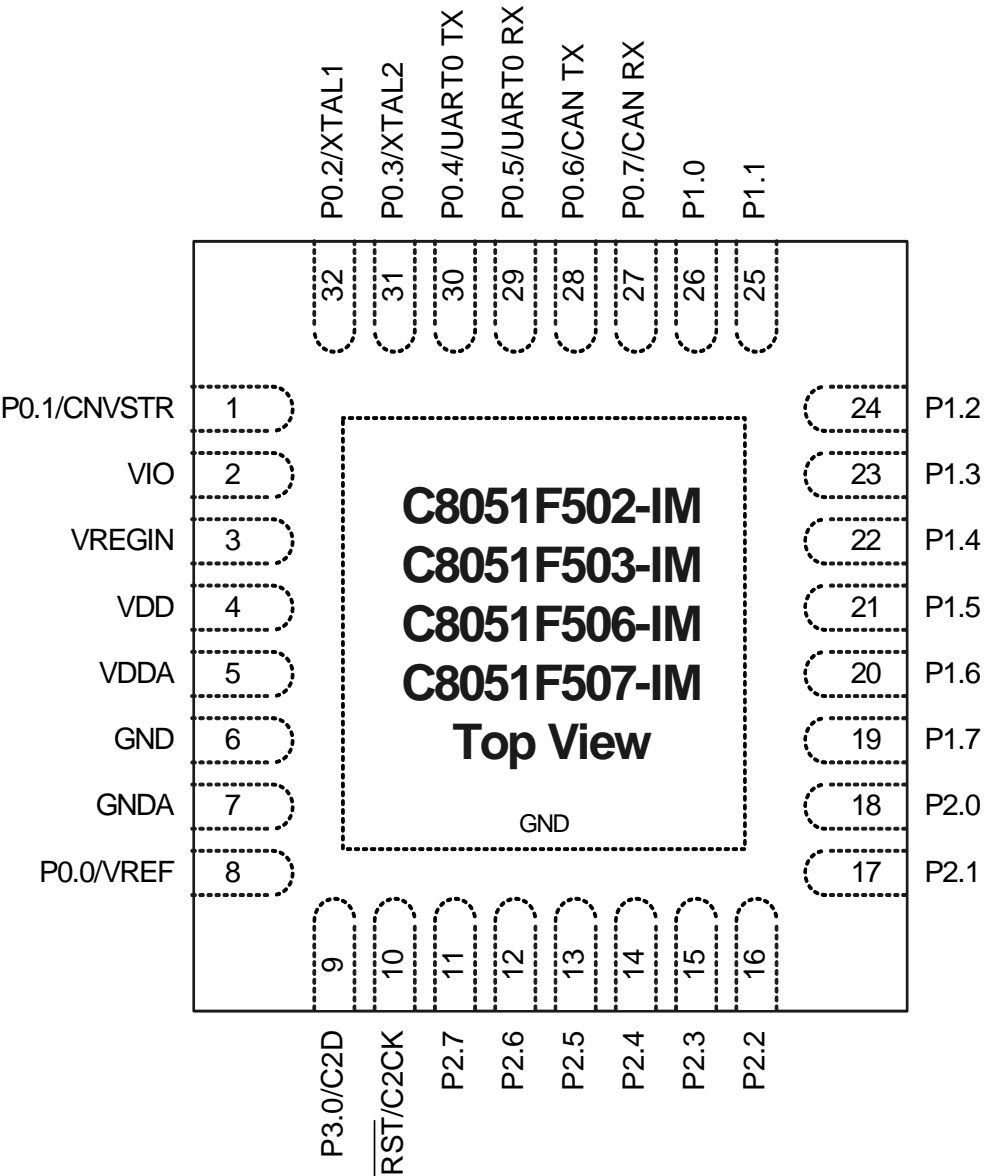 P0.2/XTAL1
P0.3/XTAL2
P0.4/UART0 TX
P0.5/UART0 RX
P0.6/CAN TX
P0.7/CAN RX
P1.0
P1.1
32
31
30
29
28
27
26
25
P0.1/CNVSTR
1
VIO
2
VREGIN
3
VDD
4
VDDA
5
GND
6
GNDA
7
P0.0/VREF
8
C8051F502-IM
C8051F503-IM
C8051F506-IM
C8051F507-IM
Top View
GND
24
P1.2
23
P1.3
22
P1.4
21
P1.5
20
P1.6
19
P1.7
18
P2.0
17
P2.1
9
10
11
12
13
14
15
16
P3.0/C2D
RST/C2CK
P2.7
P2.6
P2.5
P2.4
P2.3
P2.2